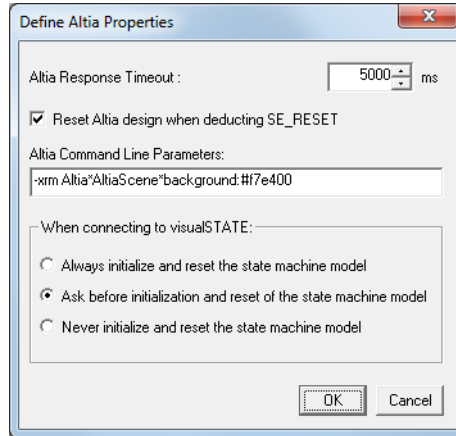 Define Altia Properties
Altia Response Timeout :
5000 ms
Reset Altia design when deducting SE_RESET
Altia Command Line Parameters:
-xrm Altia*AltiaScene*background:#f7e400
When connecting to visualSTATE:
Always initialize and reset the state machine model
Ask before initialization and reset of the state machine model
Never initialize and reset the state machine model
OK Cancel